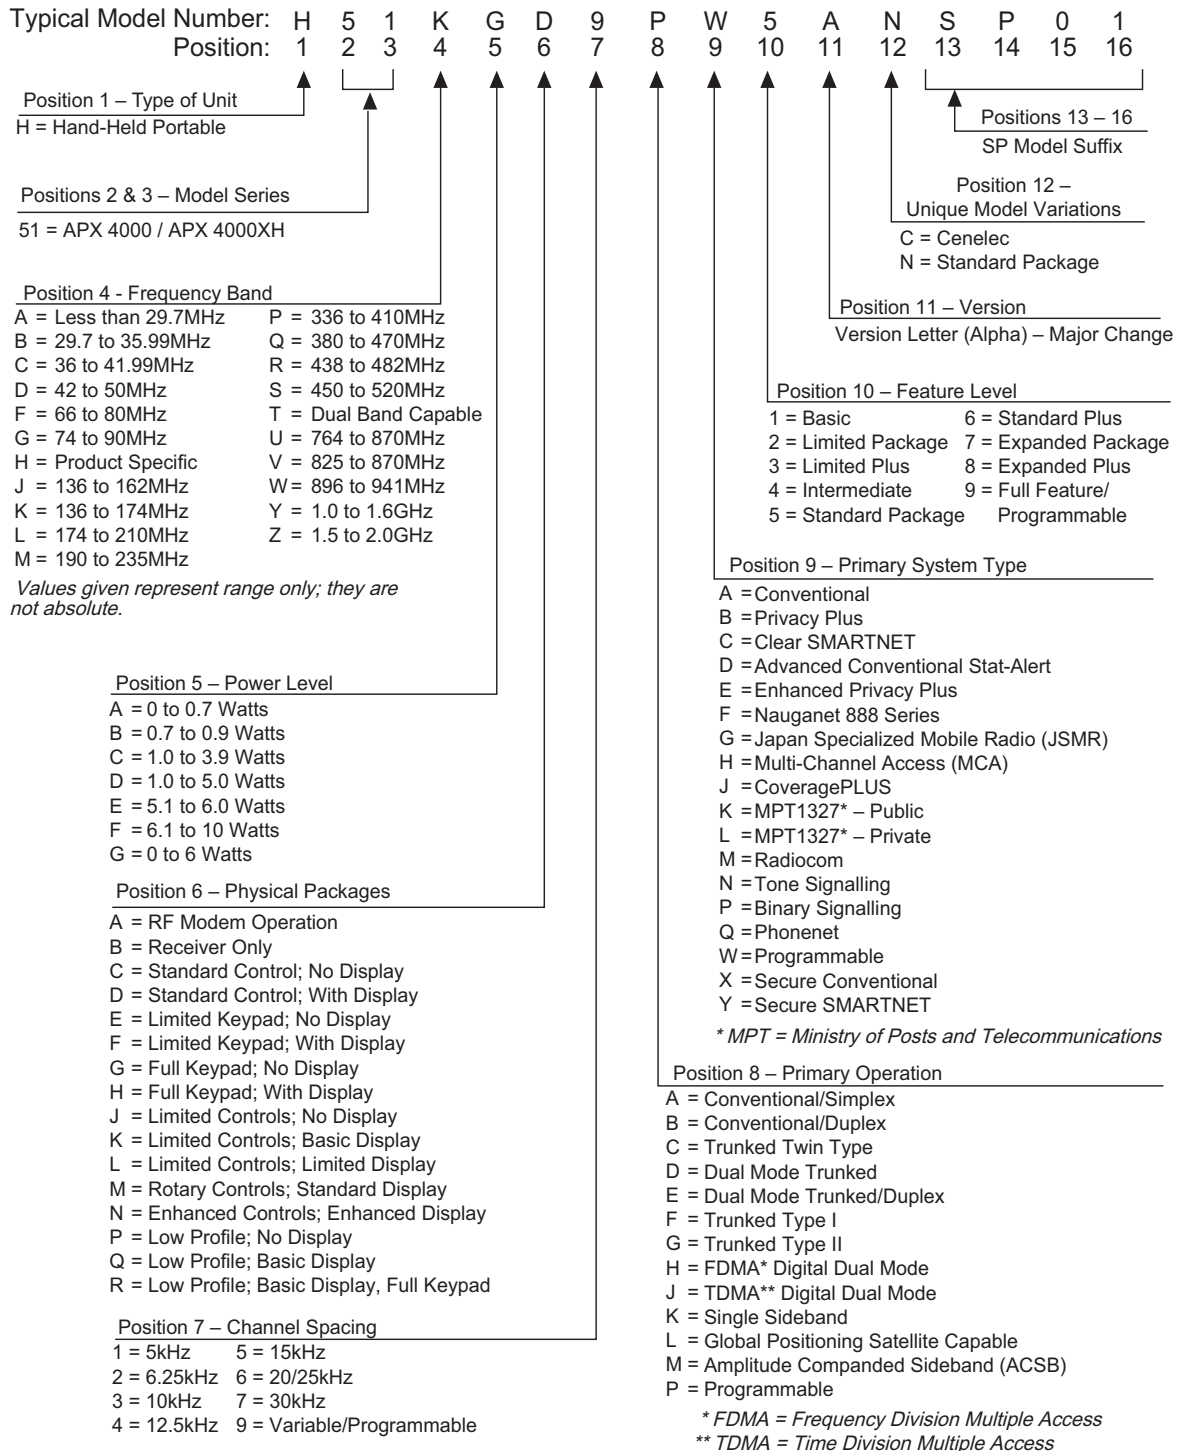 Typical Model Number: H 5 1 K G D 9 P W 5 A N S P 0 1
Position: 1 2 3 4 5 6 7 8 9 10 11 12 13 14 15 16
Position 1 – Type of Unit
H = Hand-Held Portable
Positions 2 & 3 – Model Series
51 = APX 4000 / APX 4000XH
Position 4 - Frequency Band
A = Less than 29.7MHz
B = 29.7 to 35.99MHz
C = 36 to 41.99MHz
D = 42 to 50MHz
F = 66 to 80MHz
G = 74 to 90MHz
H = Product Specific
J = 136 to 162MHz
K = 136 to 174MHz
L = 174 to 210MHz
M = 190 to 235MHz
P = 336 to 410MHz
Q = 380 to 470MHz
R = 438 to 482MHz
S = 450 to 520MHz
T = Dual Band Capable
U = 764 to 870MHz
V = 825 to 870MHz
W = 896 to 941MHz
Y = 1.0 to 1.6GHz
Z = 1.5 to 2.0GHz
Values given represent range only; they are
not absolute.
Position 5 – Power Level
A = 0 to 0.7 Watts
B = 0.7 to 0.9 Watts
C = 1.0 to 3.9 Watts
D = 1.0 to 5.0 Watts
E = 5.1 to 6.0 Watts
F = 6.1 to 10 Watts
G = 0 to 6 Watts
Position 6 – Physical Packages
A = RF Modem Operation
B = Receiver Only
C = Standard Control; No Display
D = Standard Control; With Display
E = Limited Keypad; No Display
F = Limited Keypad; With Display
G = Full Keypad; No Display
H = Full Keypad; With Display
J = Limited Controls; No Display
K = Limited Controls; Basic Display
L = Limited Controls; Limited Display
M = Rotary Controls; Standard Display
N = Enhanced Controls; Enhanced Display
P = Low Profile; No Display
Q = Low Profile; Basic Display
R = Low Profile; Basic Display, Full Keypad
Position 7 – Channel Spacing
1 = 5kHz
2 = 6.25kHz
3 = 10kHz
4 = 12.5kHz
5 = 15kHz
6 = 20/25kHz
7 = 30kHz
9 = Variable/Programmable
Positions 13 – 16
SP Model Suffix
Position 12 –
Unique Model Variations
C = Cenelec
N = Standard Package
Position 11 – Version
Version Letter (Alpha) – Major Change
Position 10 – Feature Level
1 = Basic
2 = Limited Package
3 = Limited Plus
4 = Intermediate
5 = Standard Package
6 = Standard Plus
7 = Expanded Package
8 = Expanded Plus
9 = Full Feature/
Programmable
Position 9 – Primary System Type
A = Conventional
B = Privacy Plus
C = Clear SMARTNET
D = Advanced Conventional Stat-Alert
E = Enhanced Privacy Plus
F = Nauganet 888 Series
G = Japan Specialized Mobile Radio (JSMR)
H = Multi-Channel Access (MCA)
J = CoveragePLUS
K = MPT1327* – Public
L = MPT1327* – Private
M = Radiocom
N = Tone Signalling
P = Binary Signalling
Q = Phonenet
W = Programmable
X = Secure Conventional
Y = Secure SMARTNET
* MPT = Ministry of Posts and Telecommunications
Position 8 – Primary Operation
A = Conventional/Simplex
B = Conventional/Duplex
C = Trunked Twin Type
D = Dual Mode Trunked
E = Dual Mode Trunked/Duplex
F = Trunked Type I
G = Trunked Type II
H = FDMA* Digital Dual Mode
J = TDMA** Digital Dual Mode
K = Single Sideband
L = Global Positioning Satellite Capable
M = Amplitude Companded Sideband (ACSB)
P = Programmable
* FDMA = Frequency Division Multiple Access
** TDMA = Time Division Multiple Access